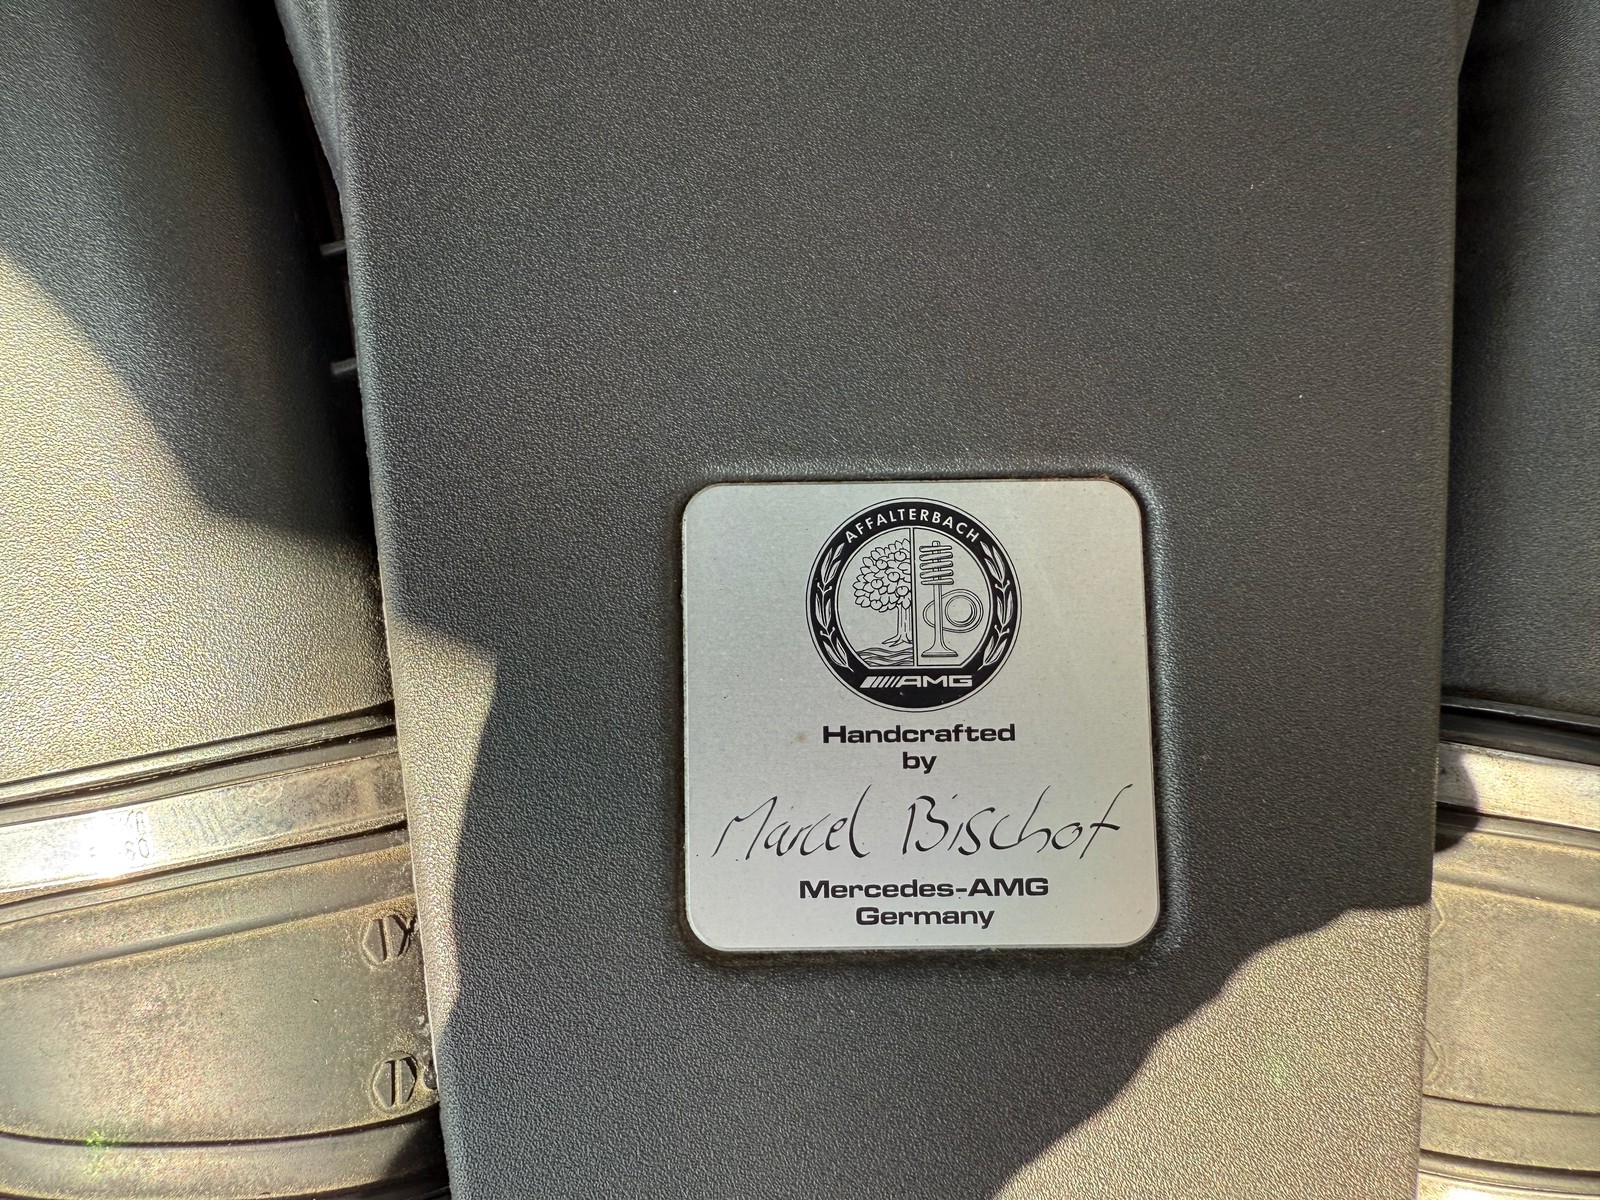 AFFALTERBACH
AMG
Handcrafted
by
Marcel Bischof
Mercedes-AMG
Germany